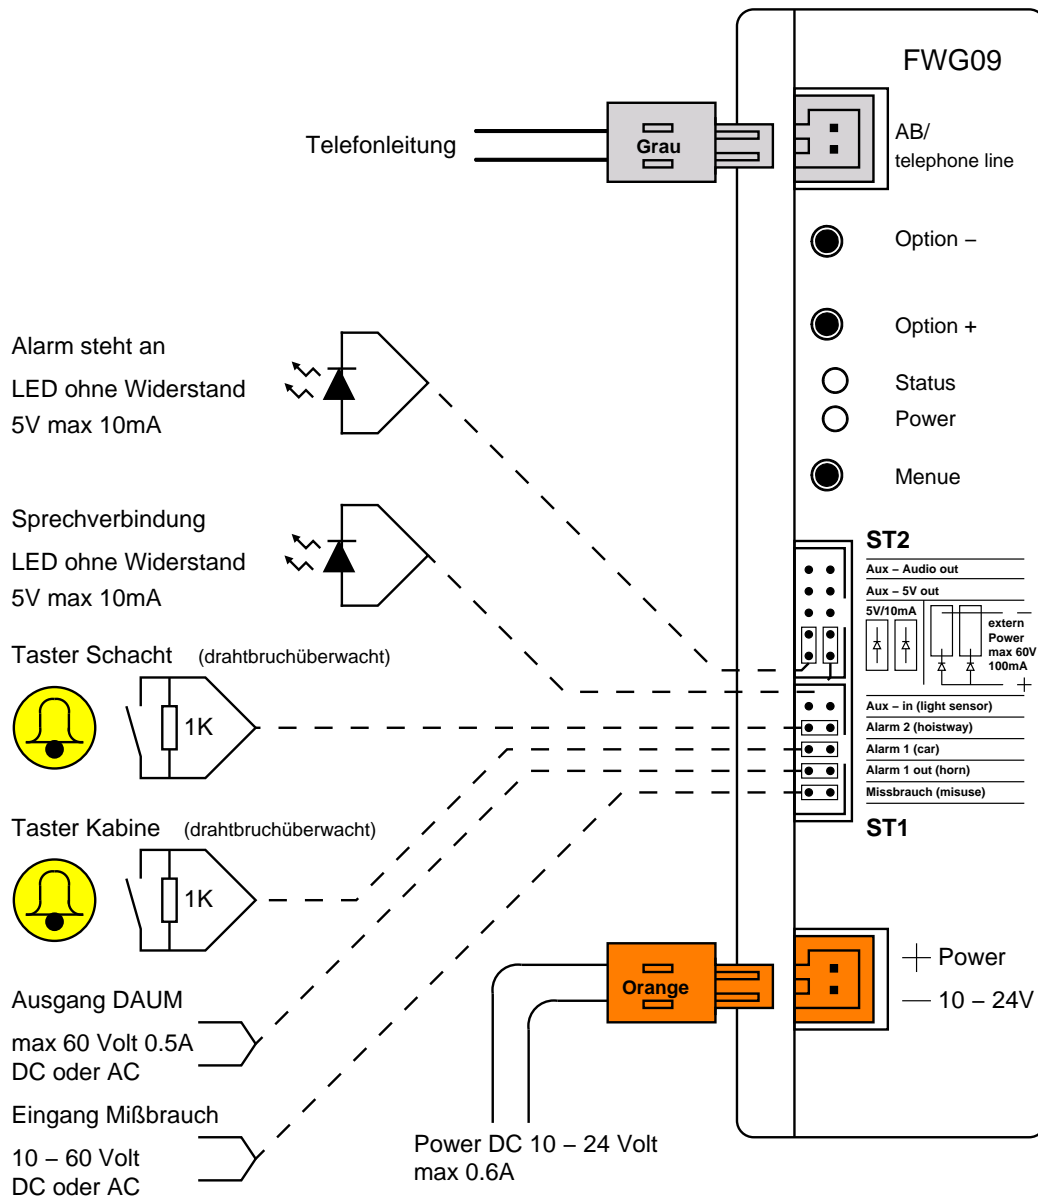 FWG09
Telefonleitung
Grau
AB/
telephone line
Option –
Option +
Status
Power
Menue
Alarm steht an
LED ohne Widerstand
5V max 10mA
Sprechverbindung
LED ohne Widerstand
5V max 10mA
ST2
Aux – Audio out
Aux – 5V out
5V/10mA
extern
Power
max 60V
100mA
Aux – in (light sensor)
Alarm 2 (hoistway)
Alarm 1 (car)
Alarm 1 out (horn)
Missbrauch (misuse)
ST1
Taster Schacht (drahtbruchüberwacht)
1K
Taster Kabine (drahtbruchüberwacht)
1K
Ausgang DAUM
max 60 Volt 0.5A
DC oder AC
Eingang Mißbrauch
10 – 60 Volt
DC oder AC
Orange
+ Power
– 10 – 24V
Power DC 10 – 24 Volt
max 0.6A